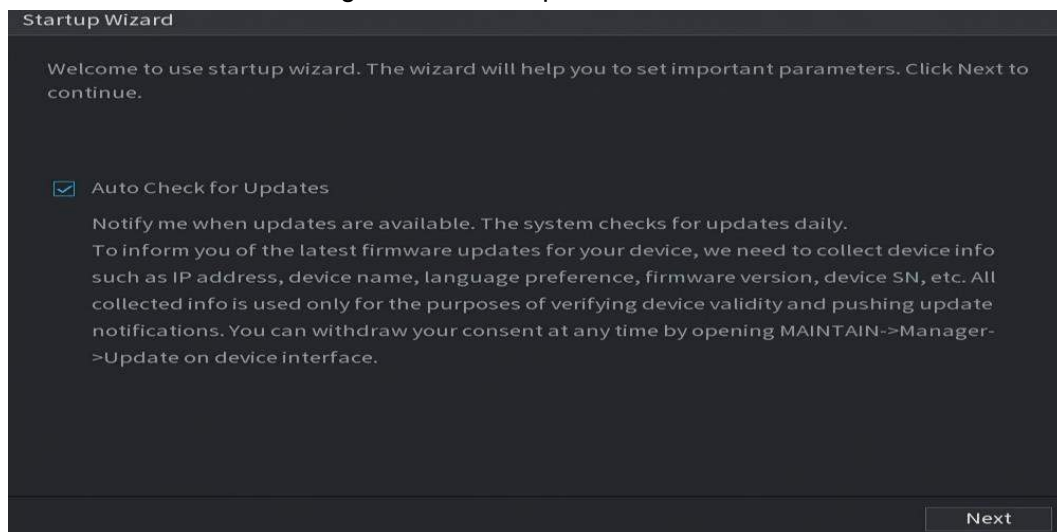 Startup Wizard
Welcome to use startup wizard. The wizard will help you to set important parameters. Click Next to
continue.
Auto Check for Updates
Notify me when updates are available. The system checks for updates daily.
To inform you of the latest firmware updates for your device, we need to collect device info
such as IP address, device name, language preference, firmware version, device SN, etc. All
collected info is used only for the purposes of verifying device validity and pushing update
notifications. You can withdraw your consent at any time by opening MAINTAIN->Manager-
>Update on device interface.
Next